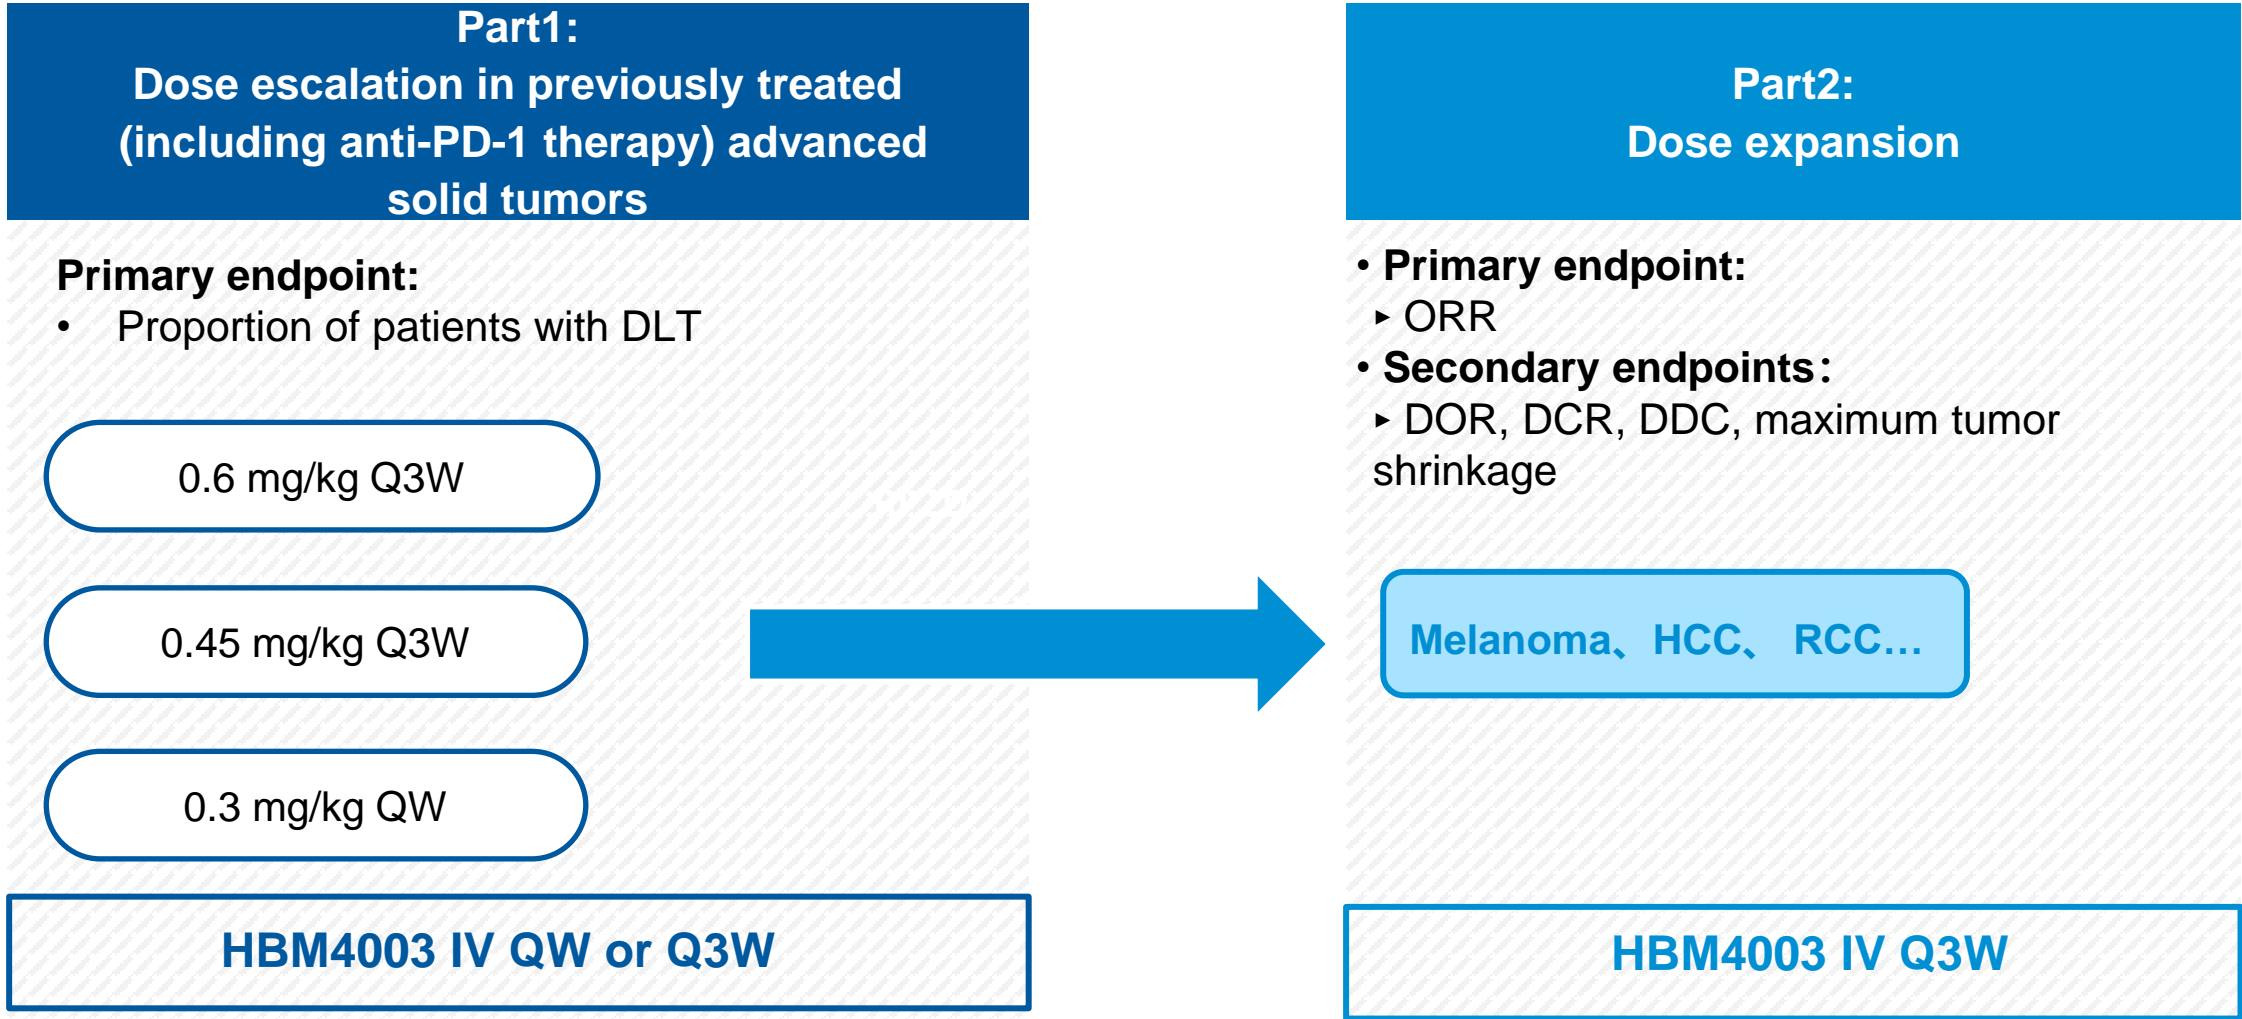 Part1:
Dose escalation in previously treated
(including anti-PD-1 therapy) advanced
solid tumors
Primary endpoint:
• Proportion of patients with DLT
0.6 mg/kg Q3W
0.45 mg/kg Q3W
0.3 mg/kg QW
HBM4003 IV QW or Q3W
Part2:
Dose expansion
• Primary endpoint:
▸ ORR
• Secondary endpoints：
▸ DOR, DCR, DDC, maximum tumor
shrinkage
Melanoma、HCC、 RCC…
HBM4003 IV Q3W